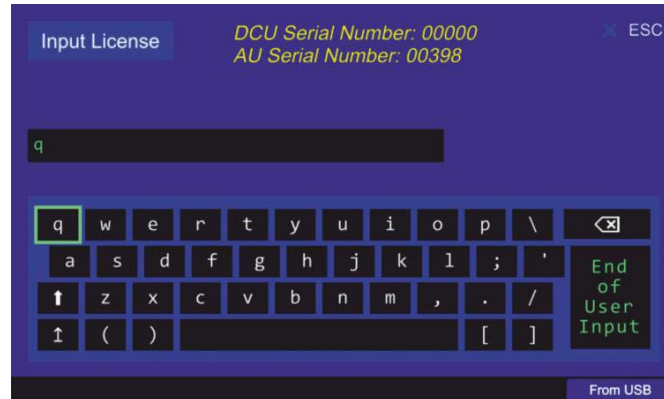 Input License
DCU Serial Number: 00000
AU Serial Number: 00398
ESC
q
q w e r t y u i o p \
a s d f g h j k l ; '
z x c v b n m , . /
( ) [ ]
End
of
User
Input
From USB